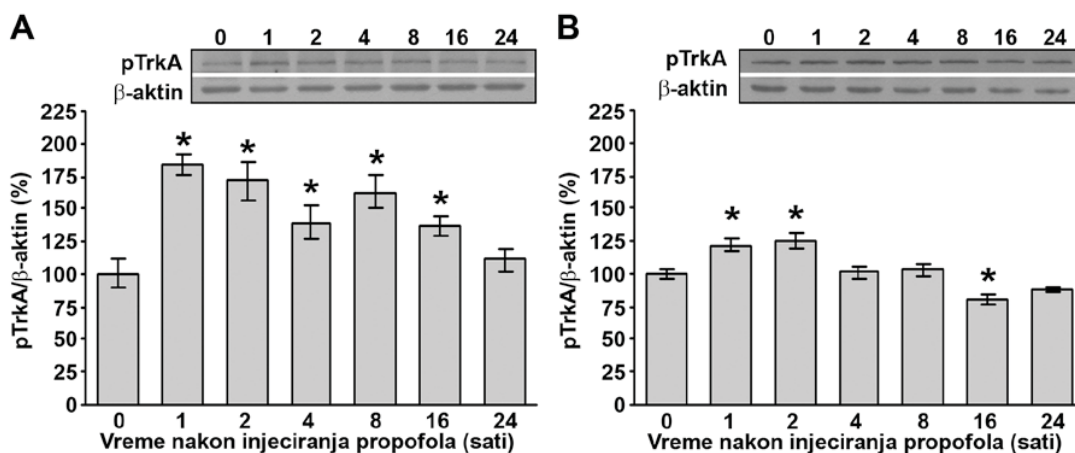 A
0 1 2 4 8 16 24
pTrkA
β-aktin
pTrkA/β-aktin (%)
225
200
175
150
125
100
75
50
25
0
* * * * *
0 1 2 4 8 16 24
Vreme nakon injeciranja propofola (sati)
B
0 1 2 4 8 16 24
pTrkA
β-aktin
pTrkA/β-aktin (%)
225
200
175
150
125
100
75
50
25
0
* * *
0 1 2 4 8 16 24
Vreme nakon injeciranja propofola (sati)